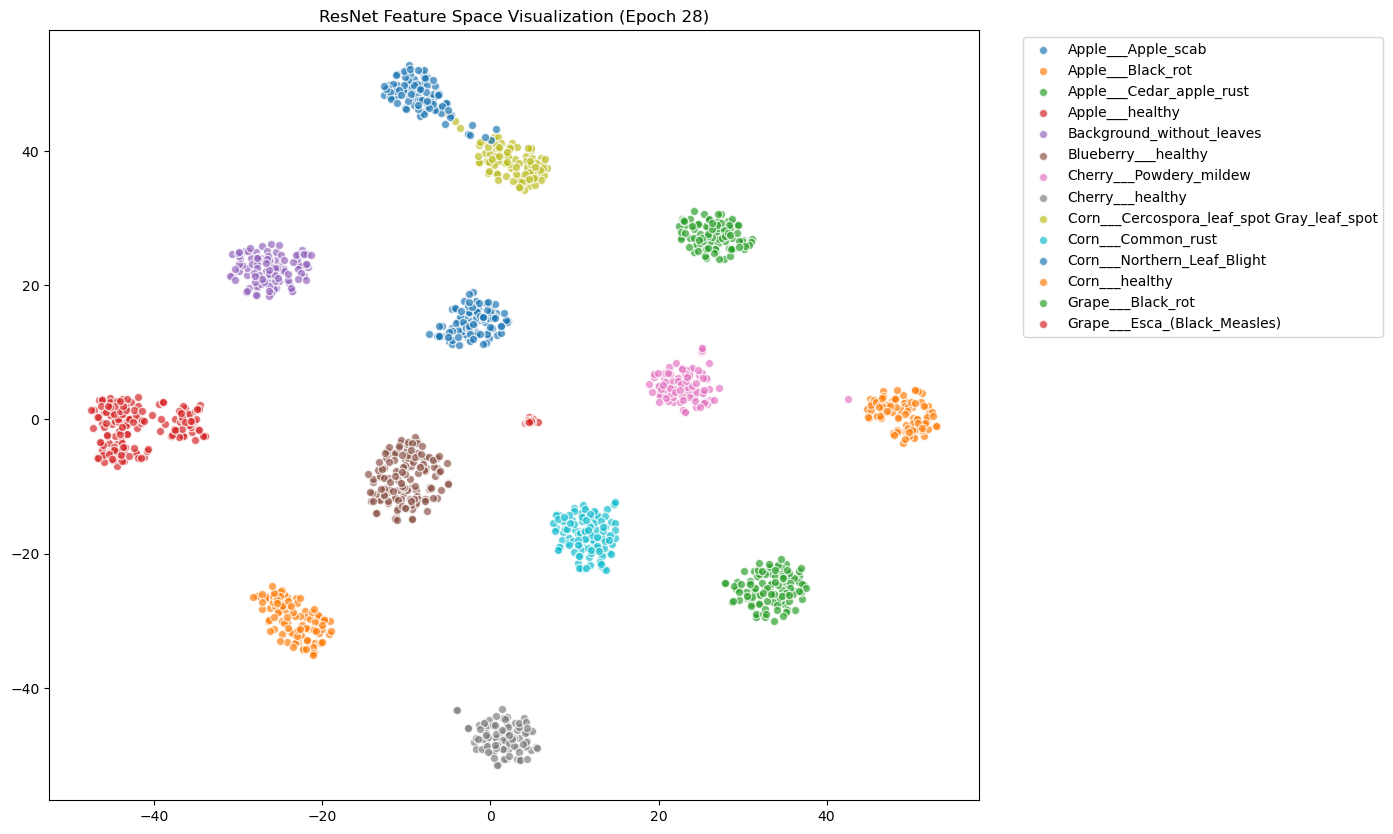 ResNet Feature Space Visualization (Epoch 28)
Apple___Apple_scab
Apple___Black_rot
Apple___Cedar_apple_rust
Apple___healthy
Background_without_leaves
Blueberry___healthy
Cherry___Powdery_mildew
Cherry___healthy
Corn___Cercospora_leaf_spot Gray_leaf_spot
Corn___Common_rust
Corn___Northern_Leaf_Blight
Corn___healthy
Grape___Black_rot
Grape___Esca_(Black_Measles)
40
20
0
−20
−40
−40 −20 0 20 40